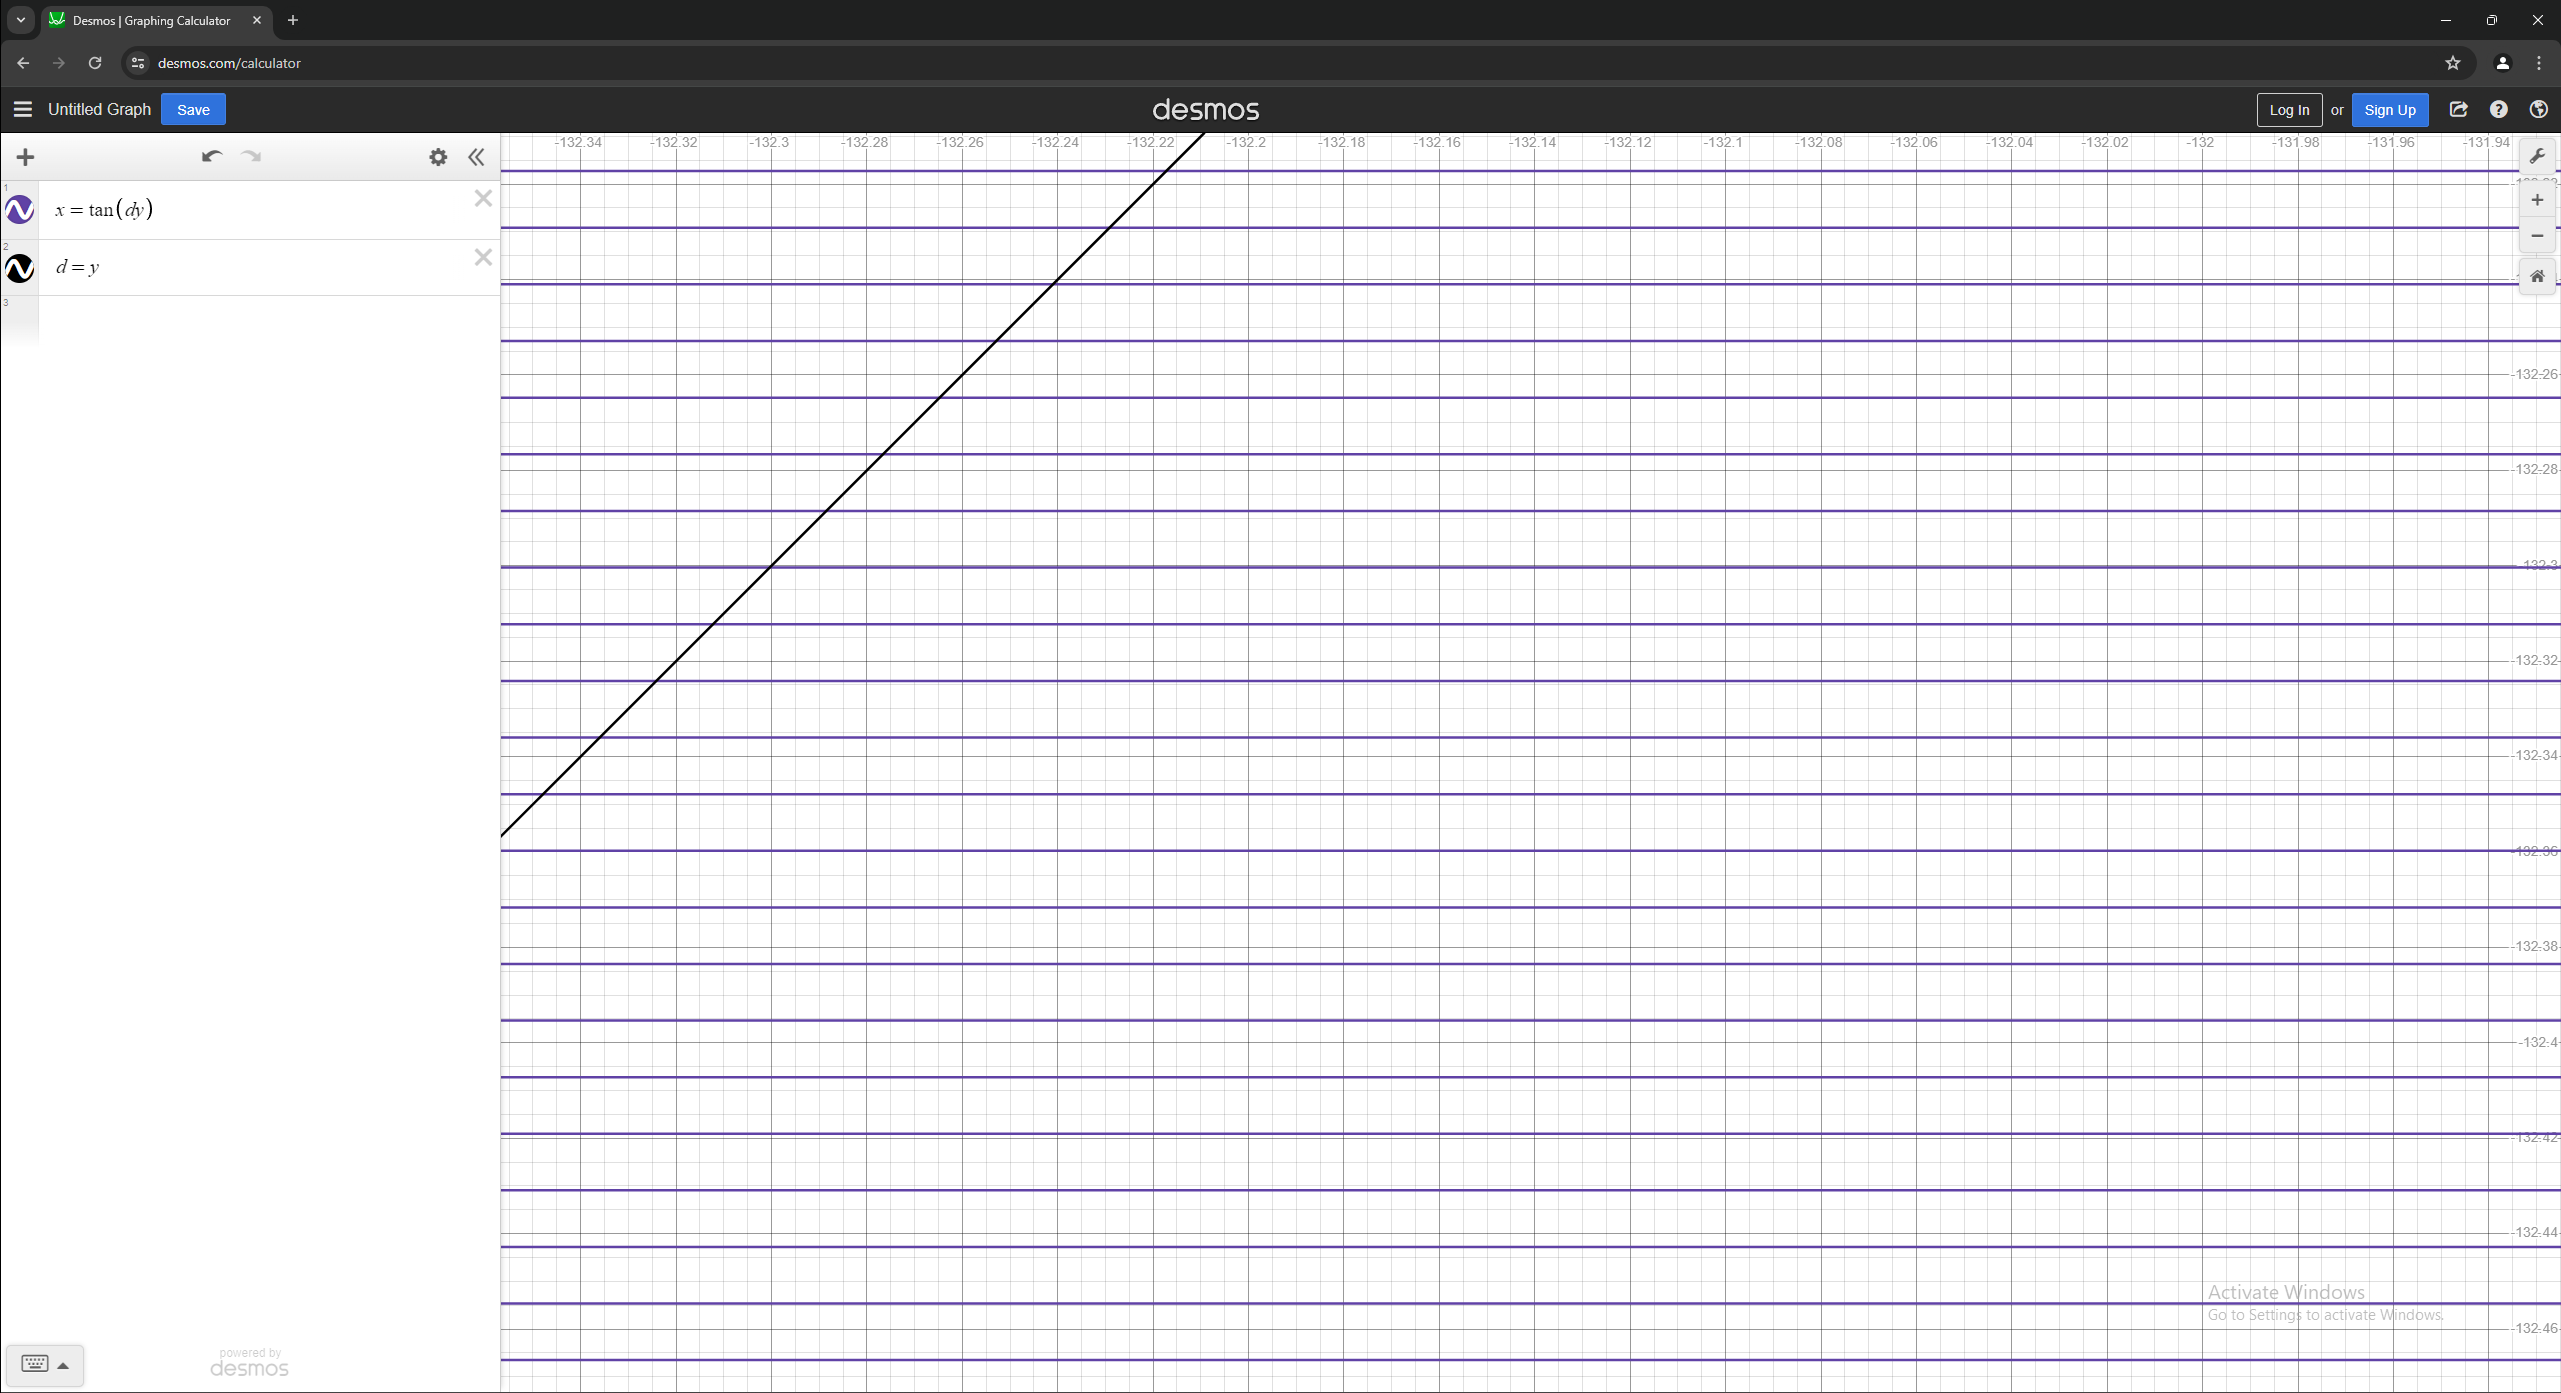 Desmos | Graphing Calculator
desmos.com/calculator
Untitled Graph Save desmos Log In or Sign Up
-132.34 -132.32 -132.3 -132.28 -132.26 -132.24 -132.22 -132.2 -132.18 -132.16 -132.14 -132.12 -132.1 -132.08 -132.06 -132.04 -132.02 -132 -131.98 -131.96 -131.94
1
x = tan(dy)
2
d = y
3
-132.26
-132.28
-132.3
-132.32
-132.34
-132.36
-132.38
-132.4
-132.42
-132.44
-132.46
Activate Windows
Go to Settings to activate Windows.
powered by
desmos